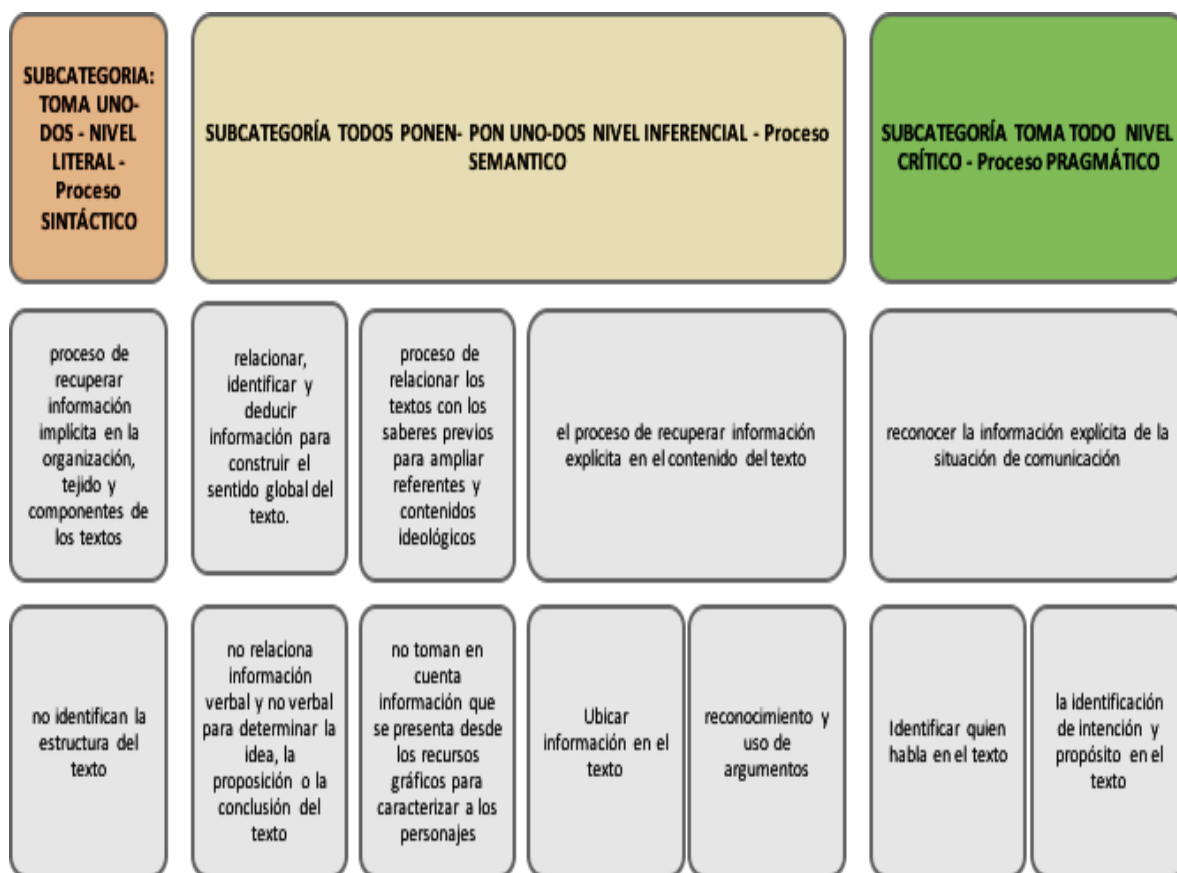 SUBCATEGORIA:
TOMA UNO-
DOS - NIVEL
LITERAL -
Proceso
SINTÁCTICO
SUBCATEGORÍA TODOS PONEN- PON UNO-DOS NIVEL INFERENCIAL - Proceso
SEMANTICO
SUBCATEGORÍA TOMA TODO NIVEL
CRÍTICO - Proceso PRAGMÁTICO
proceso de
recuperar
información
implícita en la
organización,
tejido y
componentes de
los textos
relacionar,
identificar y
deducir
información para
construir el
sentido global del
texto.
proceso de
relacionar los
textos con los
saberes previos
para ampliar
referentes y
contenidos
ideológicos
el proceso de recuperar información
explícita en el contenido del texto
reconocer la información explícita de la
situación de comunicación
no identifican la
estructura del
texto
no relaciona
información
verbal y no verbal
para determinar la
idea, la
proposición o la
conclusión del
texto
no toman en
cuenta
información que
se presenta desde
los recursos
gráficos para
caracterizar a los
personajes
Ubicar
información en el
texto
reconocimiento y
uso de
argumentos
Identificar quien
habla en el texto
la identificación
de intención y
propósito en el
texto